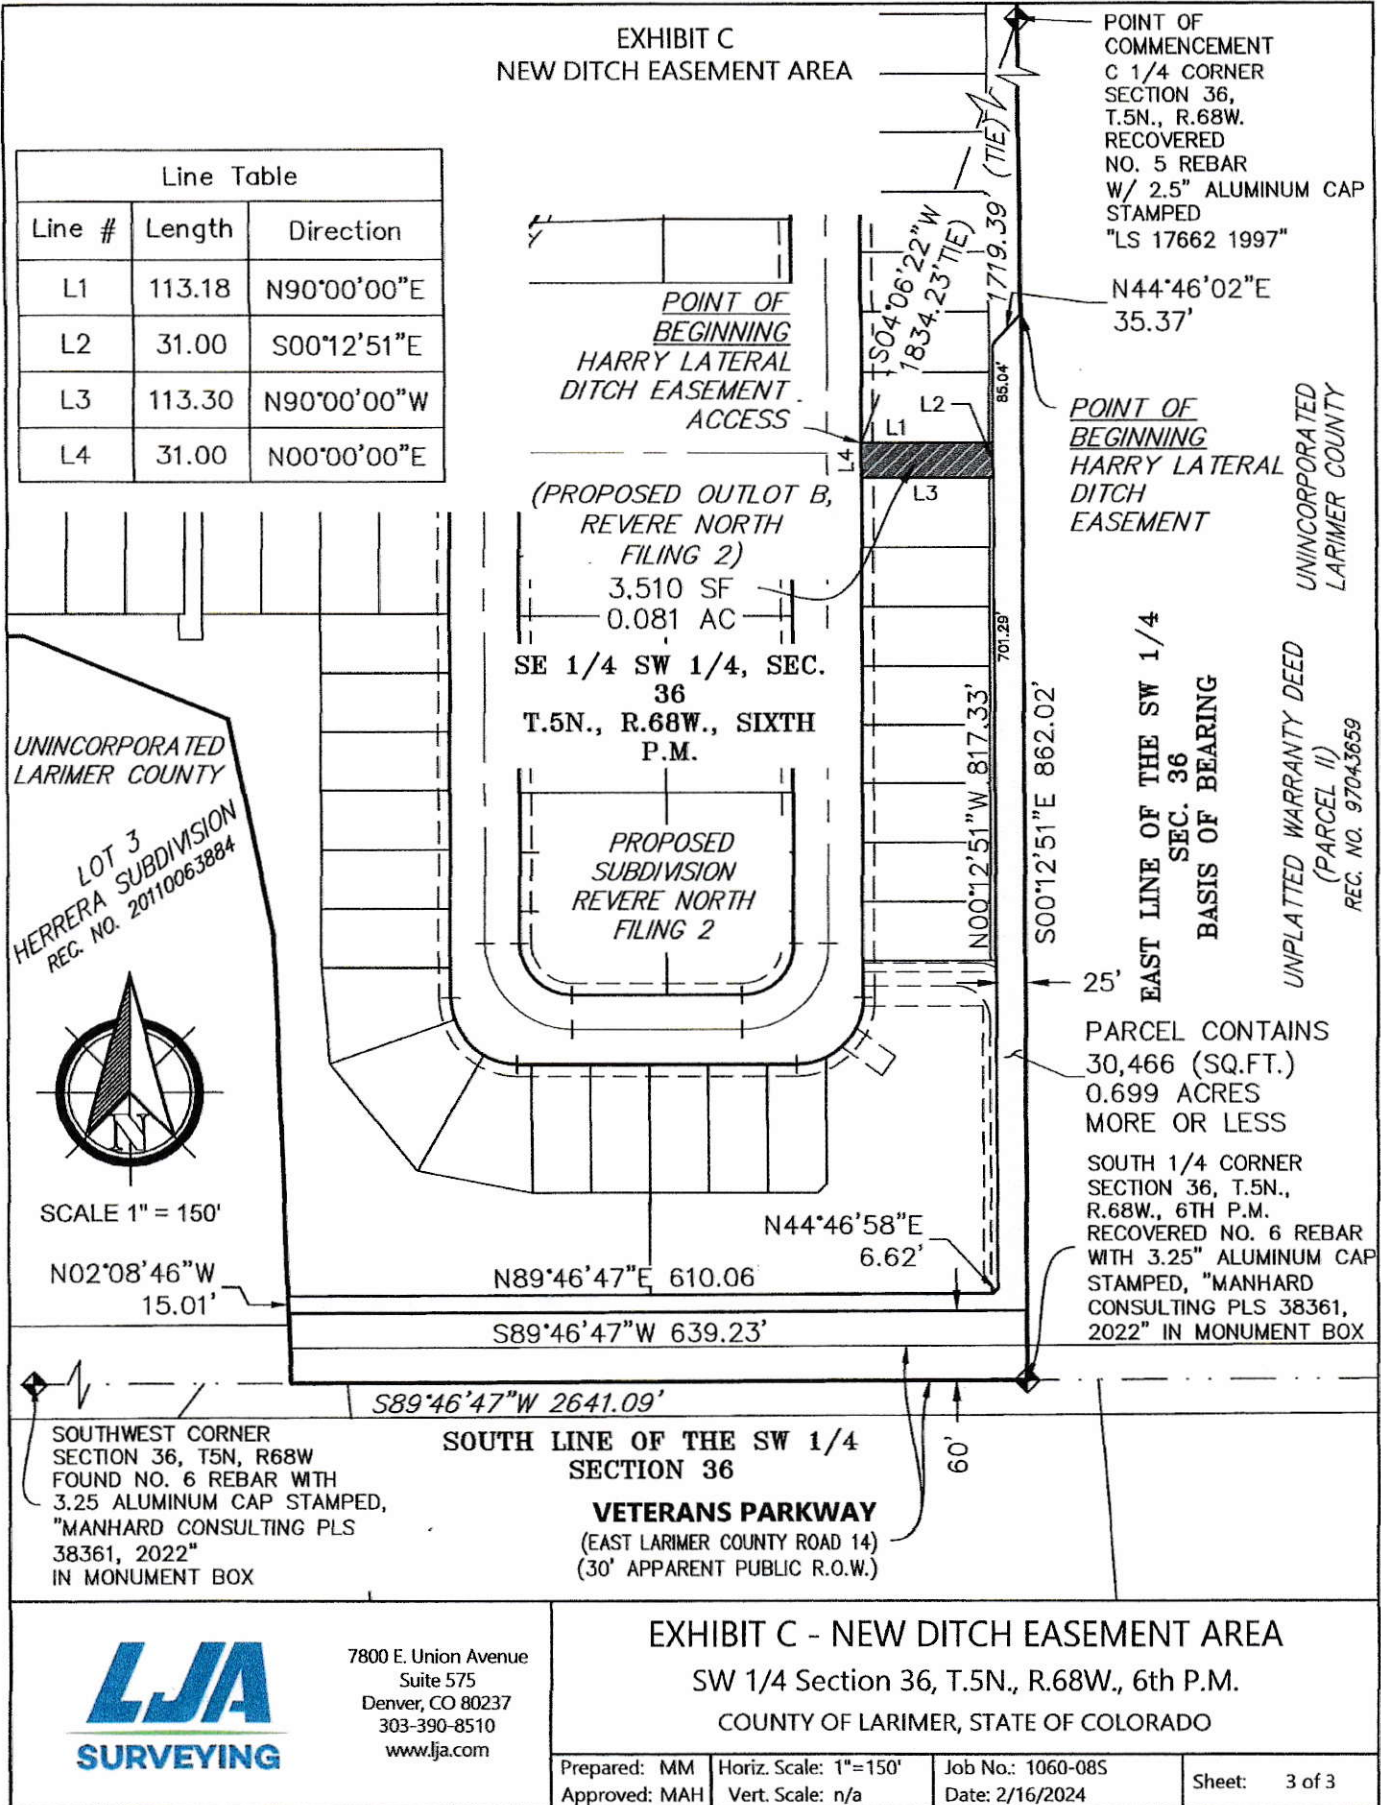 EXHIBIT C
NEW DITCH EASEMENT AREA
POINT OF
COMMENCEMENT
C 1/4 CORNER
SECTION 36,
T.5N., R.68W.
RECOVERED
NO. 5 REBAR
W/ 2.5" ALUMINUM CAP
STAMPED
"LS 17662 1997"
Line Table
Line # Length Direction
L1 113.18 N90°00'00"E
L2 31.00 S00°12'51"E
L3 113.30 N90°00'00"W
L4 31.00 N00°00'00"E
1719.39' (TIE)
S04°06'22"W
1834.23'TIE)
N44°46'02"E
35.37'
POINT OF
BEGINNING
HARRY LATERAL
DITCH EASEMENT
ACCESS
L1
L2
L3
L4
85.04'
POINT OF
BEGINNING
HARRY LATERAL
DITCH
EASEMENT
UNINCORPORATED
LARIMER COUNTY
(PROPOSED OUTLOT B,
REVERE NORTH
FILING 2)
3,510 SF
0.081 AC
SE 1/4 SW 1/4, SEC.
36
T.5N., R.68W., SIXTH
P.M.
701.29'
N00°12'51"W 817.33'
S00°12'51"E 862.02'
EAST LINE OF THE SW 1/4
SEC. 36
BASIS OF BEARING
UNPLATTED WARRANTY DEED
(PARCEL II)
REC. NO. 97043659
UNINCORPORATED
LARIMER COUNTY
LOT 3
HERRERA SUBDIVISION
REC. NO. 20110063884
PROPOSED
SUBDIVISION
REVERE NORTH
FILING 2
25'
PARCEL CONTAINS
30,466 (SQ.FT.)
0.699 ACRES
MORE OR LESS
N
SCALE 1" = 150'
SOUTH 1/4 CORNER
SECTION 36, T.5N.,
R.68W., 6TH P.M.
RECOVERED NO. 6 REBAR
WITH 3.25" ALUMINUM CAP
STAMPED, "MANHARD
CONSULTING PLS 38361,
2022" IN MONUMENT BOX
N44°46'58"E
6.62'
N02°08'46"W
15.01'
N89°46'47"E 610.06'
S89°46'47"W 639.23'
S89°46'47"W 2641.09'
60'
SOUTHWEST CORNER
SECTION 36, T5N, R68W
FOUND NO. 6 REBAR WITH
3.25 ALUMINUM CAP STAMPED,
"MANHARD CONSULTING PLS
38361, 2022"
IN MONUMENT BOX
SOUTH LINE OF THE SW 1/4
SECTION 36
VETERANS PARKWAY
(EAST LARIMER COUNTY ROAD 14)
(30' APPARENT PUBLIC R.O.W.)
LJA
SURVEYING
7800 E. Union Avenue
Suite 575
Denver, CO 80237
303-390-8510
www.lja.com
EXHIBIT C - NEW DITCH EASEMENT AREA
SW 1/4 Section 36, T.5N., R.68W., 6th P.M.
COUNTY OF LARIMER, STATE OF COLORADO
Prepared: MM
Approved: MAH
Horiz. Scale: 1"=150'
Vert. Scale: n/a
Job No.: 1060-08S
Date: 2/16/2024
Sheet: 3 of 3